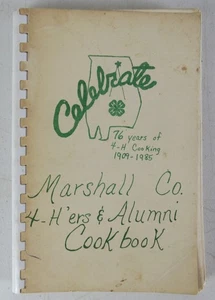 Celebrate
76 years of
4-H Cooking
1909-1985
Marshall Co.
4-H'ers & Alumni
Cookbook